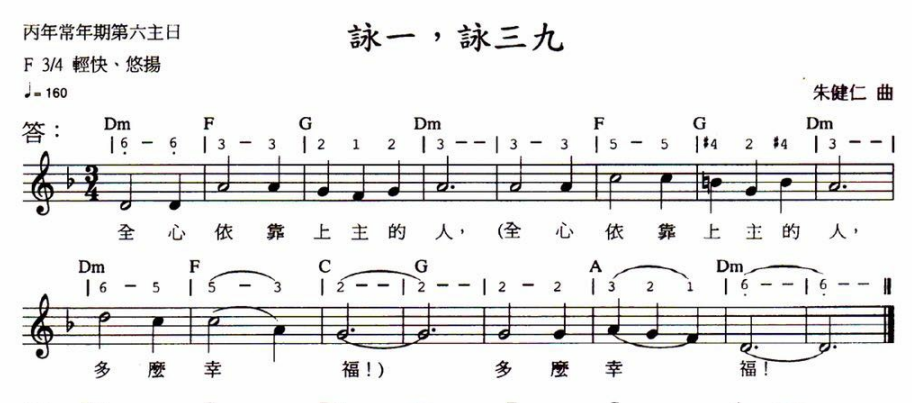 丙年常年期第六主日
詠一，詠三九
F 3/4 輕快、悠揚
♩= 160
朱健仁 曲
答：
Dm F G Dm F G Dm
| 6̣ － 6̣ | 3 － 3 | 2 1 2 | 3 － － | 3 － 3 | 5 － 5 | #4 2 #4 | 3 － － |
全 心 依 靠 上 主 的 人，(全 心 依 靠 上 主 的 人，
Dm F C G A Dm
| 6 － 5 | 5 － 3 | 2 － － | 2 － － | 2 － 2 | 3 2 1 | 6̣ － － | 6̣ － － ‖
多 麼 幸 福！) 多 麼 幸 福！